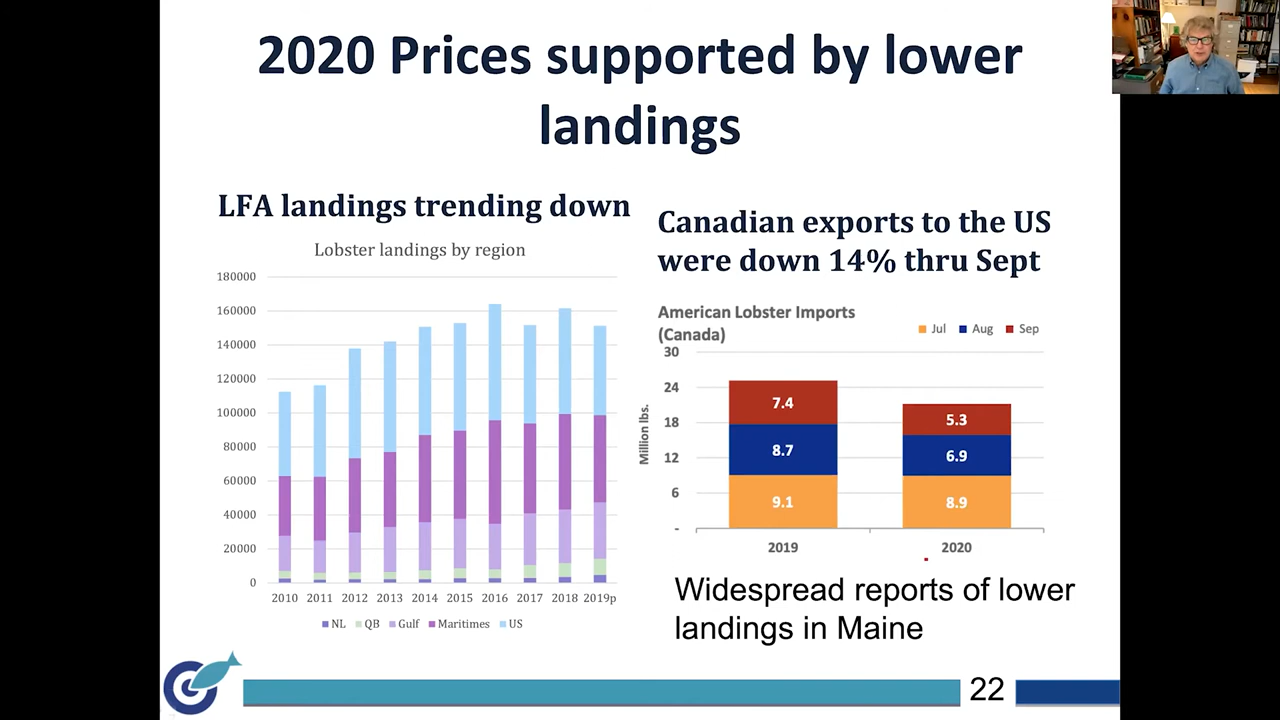 2020 Prices supported by lower
landings
LFA landings trending down
Lobster landings by region
180000
160000
140000
120000
100000
80000
60000
40000
20000
0
2010 2011 2012 2013 2014 2015 2016 2017 2018 2019p
NL QB Gulf Maritimes US
Canadian exports to the US
were down 14% thru Sept
American Lobster Imports
(Canada)
Jul Aug Sep
Million lbs.
30
24
18
12
6
-
7.4
8.7
9.1
5.3
6.9
8.9
2019 2020
Widespread reports of lower
landings in Maine
22